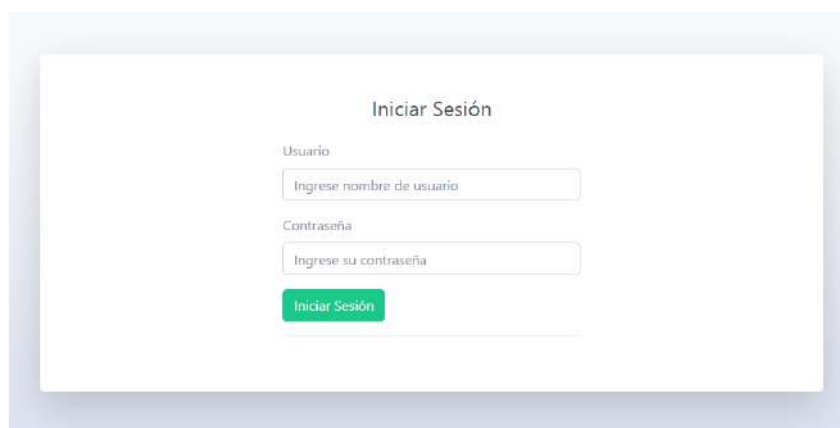 Iniciar Sesión
Usuario
Ingrese nombre de usuario
Contraseña
Ingrese su contraseña
Iniciar Sesión